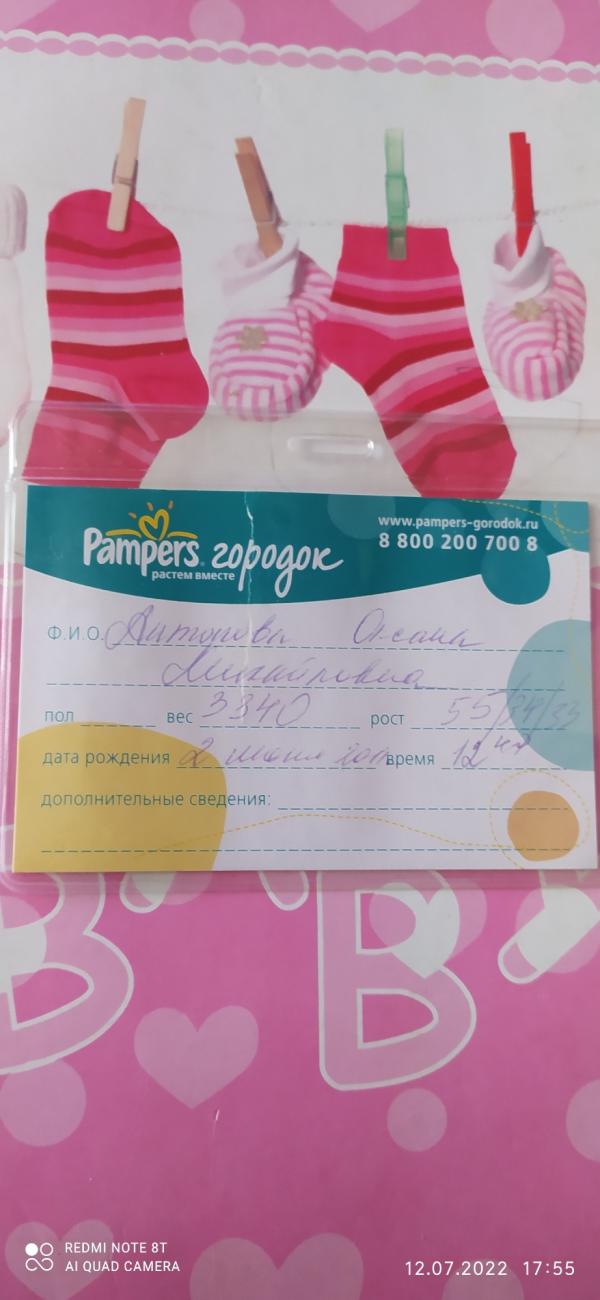 www.pampers-gorodok.ru
8 800 200 700 8
Pampers городок
растем вместе
Ф.И.О. Антонова Оксана
Михайловна
пол вес 3340 рост 55/34/33
дата рождения 2 июня время 12
дополнительные сведения:
B B
REDMI NOTE 8T
AI QUAD CAMERA
12.07.2022 17:55